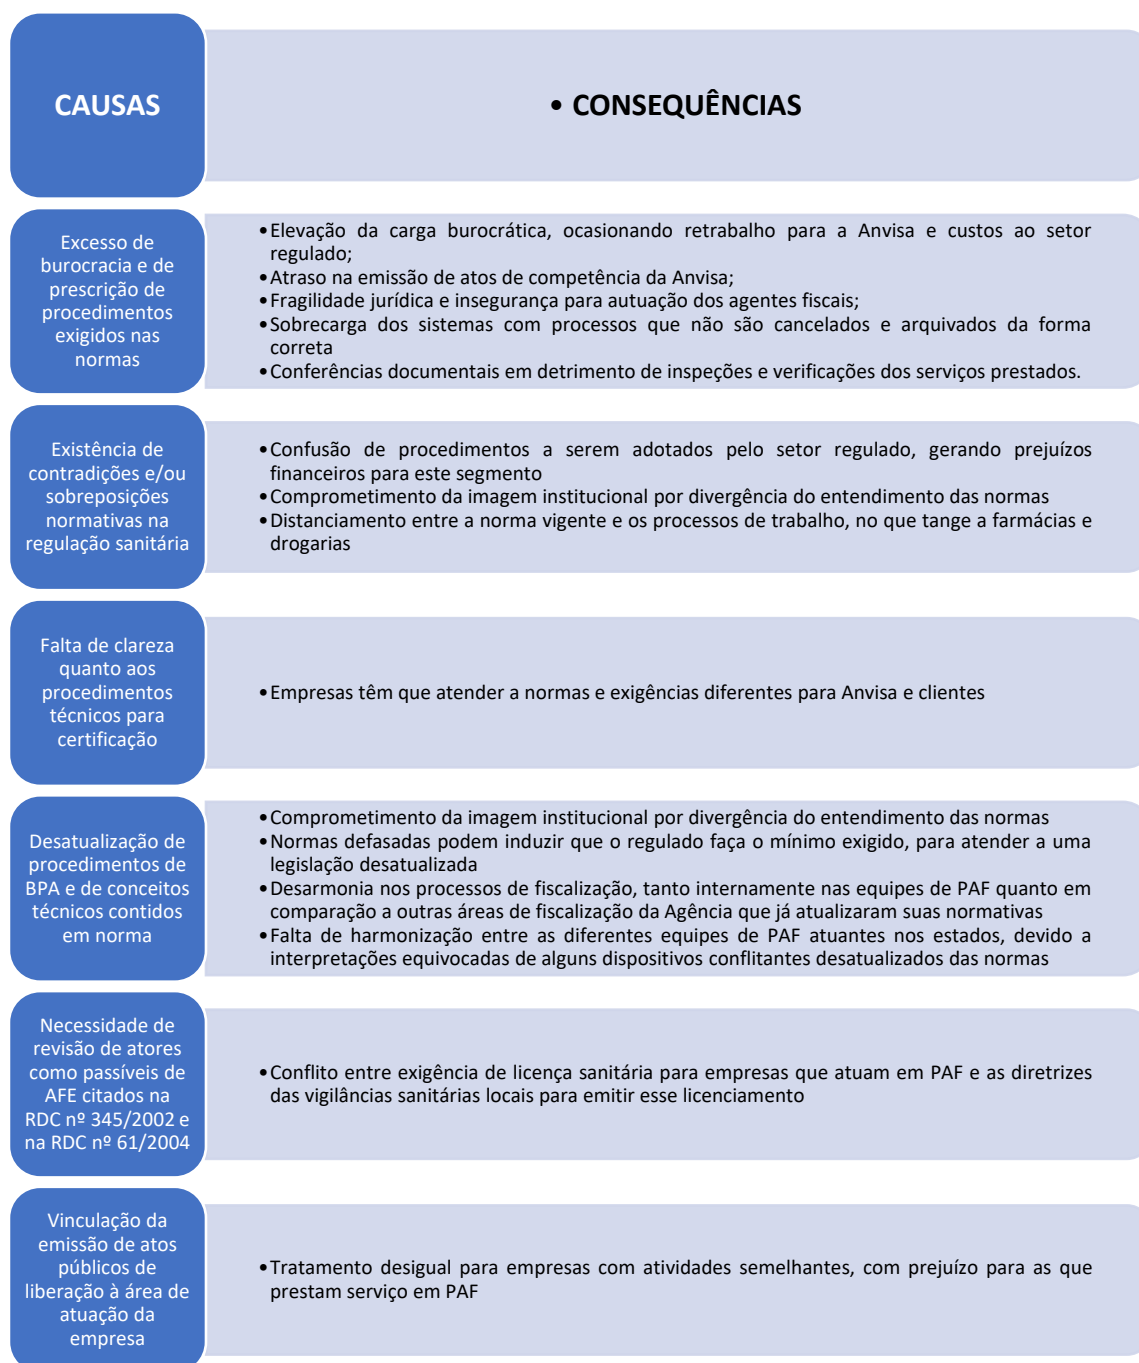 CAUSAS
• CONSEQUÊNCIAS
Excesso de
burocracia e de
prescrição de
procedimentos
exigidos nas
normas
•Elevação da carga burocrática, ocasionando retrabalho para a Anvisa e custos ao setor
regulado;
•Atraso na emissão de atos de competência da Anvisa;
•Fragilidade jurídica e insegurança para autuação dos agentes fiscais;
•Sobrecarga dos sistemas com processos que não são cancelados e arquivados da forma
correta
•Conferências documentais em detrimento de inspeções e verificações dos serviços prestados.
Existência de
contradições e/ou
sobreposições
normativas na
regulação sanitária
•Confusão de procedimentos a serem adotados pelo setor regulado, gerando prejuízos
financeiros para este segmento
•Comprometimento da imagem institucional por divergência do entendimento das normas
•Distanciamento entre a norma vigente e os processos de trabalho, no que tange a farmácias e
drogarias
Falta de clareza
quanto aos
procedimentos
técnicos para
certificação
•Empresas têm que atender a normas e exigências diferentes para Anvisa e clientes
Desatualização de
procedimentos de
BPA e de conceitos
técnicos contidos
em norma
•Comprometimento da imagem institucional por divergência do entendimento das normas
•Normas defasadas podem induzir que o regulado faça o mínimo exigido, para atender a uma
legislação desatualizada
•Desarmonia nos processos de fiscalização, tanto internamente nas equipes de PAF quanto em
comparação a outras áreas de fiscalização da Agência que já atualizaram suas normativas
•Falta de harmonização entre as diferentes equipes de PAF atuantes nos estados, devido a
interpretações equivocadas de alguns dispositivos conflitantes desatualizados das normas
Necessidade de
revisão de atores
como passíveis de
AFE citados na
RDC nº 345/2002 e
na RDC nº 61/2004
•Conflito entre exigência de licença sanitária para empresas que atuam em PAF e as diretrizes
das vigilâncias sanitárias locais para emitir esse licenciamento
Vinculação da
emissão de atos
públicos de
liberação à área de
atuação da
empresa
•Tratamento desigual para empresas com atividades semelhantes, com prejuízo para as que
prestam serviço em PAF